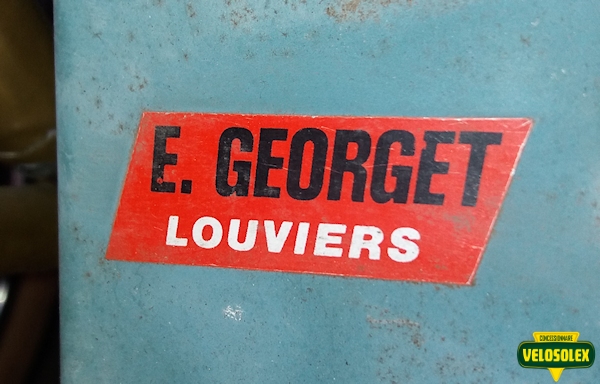 E. GEORGET
LOUVIERS
CONCESSIONNAIRE
VELOSOLEX